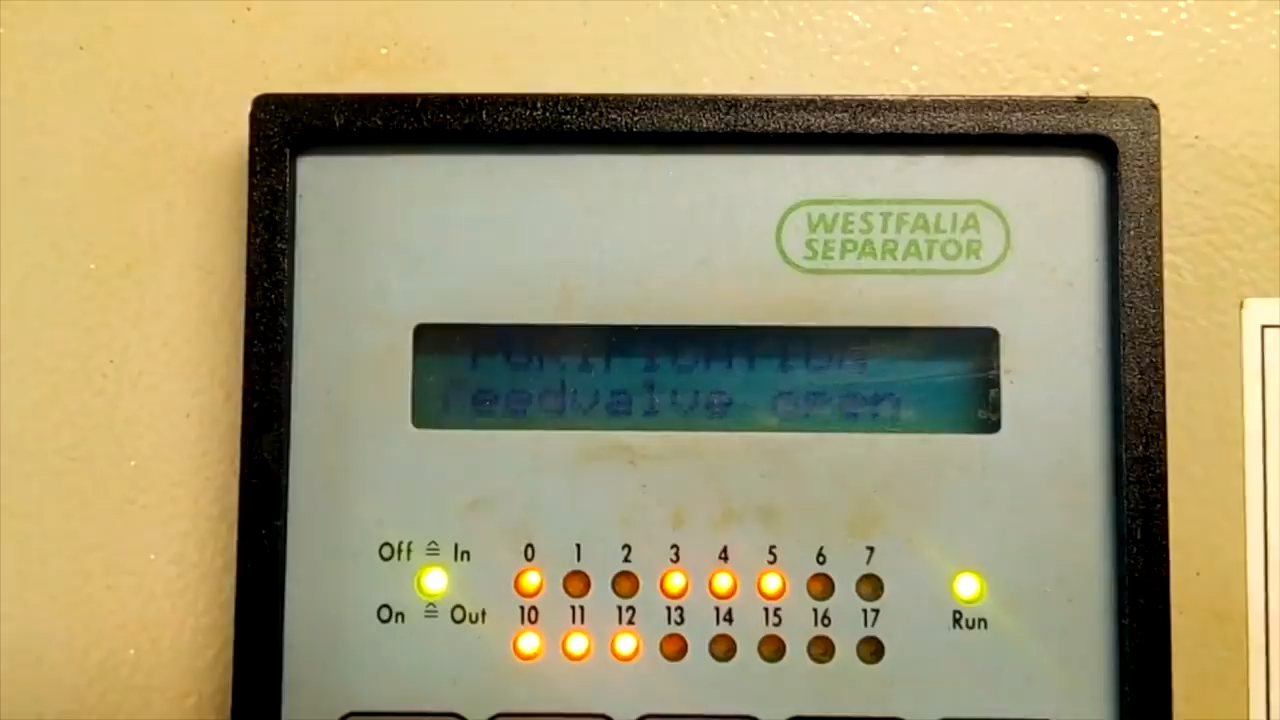 WESTFALIA
SEPARATOR
PURIFICATION
feedvalve open
Off ≙ In
0 1 2 3 4 5 6 7
On ≙ Out
10 11 12 13 14 15 16 17
Run